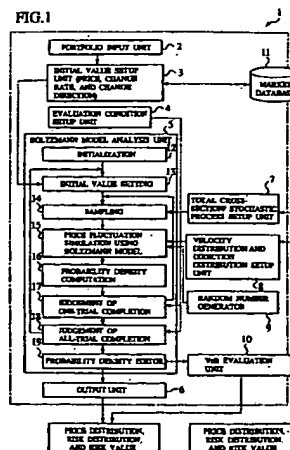 FIG.1
1
PORTFOLIO INPUT UNIT
2
INITIAL VALUE SETUP
UNIT (PRICE, CHANGE
RATE, AND CHANGE
DIRECTION)
3
11
MARKET
DATABASE
4
EVALUATION CONDITION
SETUP UNIT
5
BOLTZMANN MODEL ANALYSIS UNIT
12
INITIALIZATION
13
INITIAL VALUE SETTING
14
SAMPLING
7
TOTAL CROSS-
SECTION/STOCHASTIC
PROCESS SETUP UNIT
15
PRICE FLUCTUATION
SIMULATION USING
BOLTZMANN MODEL
VELOCITY
DISTRIBUTION AND
DIRECTION
DISTRIBUTION SETUP
UNIT
8
16
PROBABILITY DENSITY
COMPUTATION
RANDOM NUMBER
GENERATOR
9
17
JUDGEMENT OF
ONE-TRIAL COMPLETION
18
JUDGEMENT OF
ALL-TRIAL COMPLETION
10
19
PROBABILITY DENSITY EDITOR
VaR EVALUATION
UNIT
OUTPUT UNIT
6
PRICE DISTRIBUTION,
RISK DISTRIBUTION,
AND RISK VALUE
PRICE DISTRIBUTION,
RISK DISTRIBUTION,
AND RISK VALUE